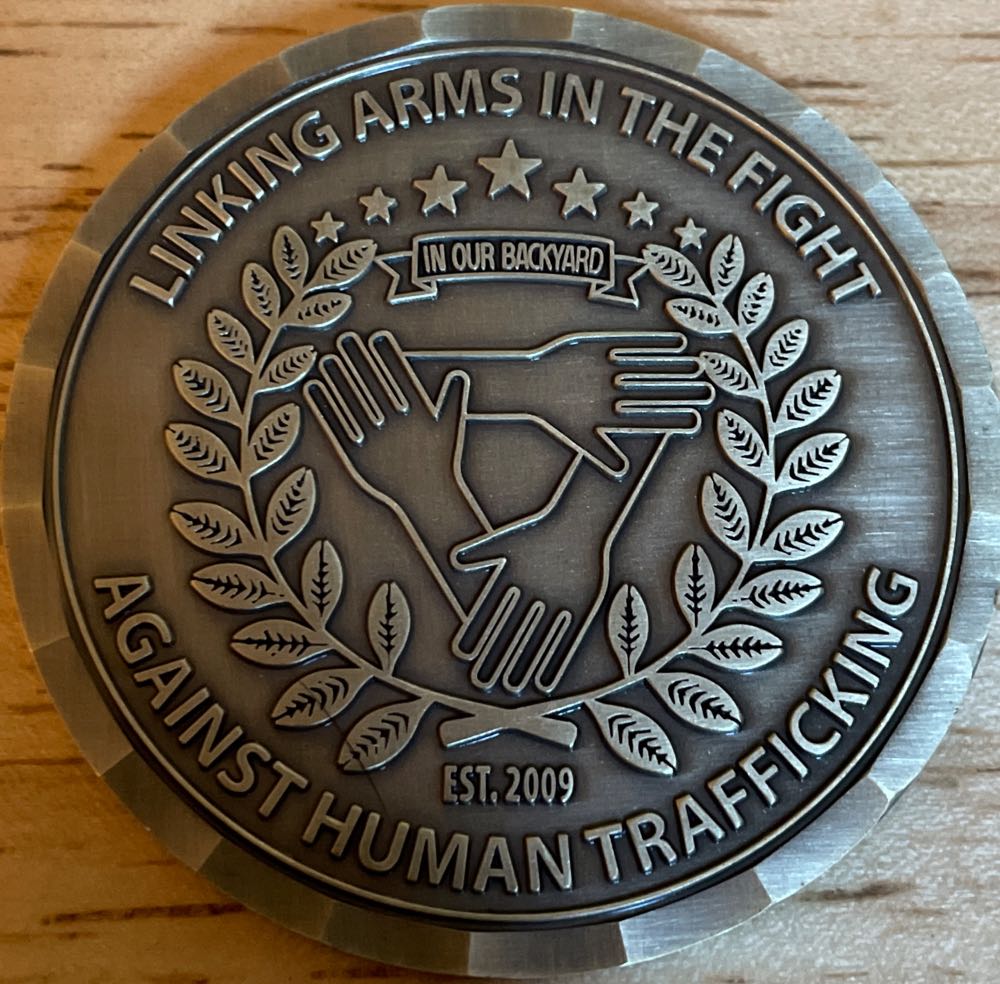 LINKING ARMS IN THE FIGHT
IN OUR BACKYARD
EST. 2009
AGAINST HUMAN TRAFFICKING